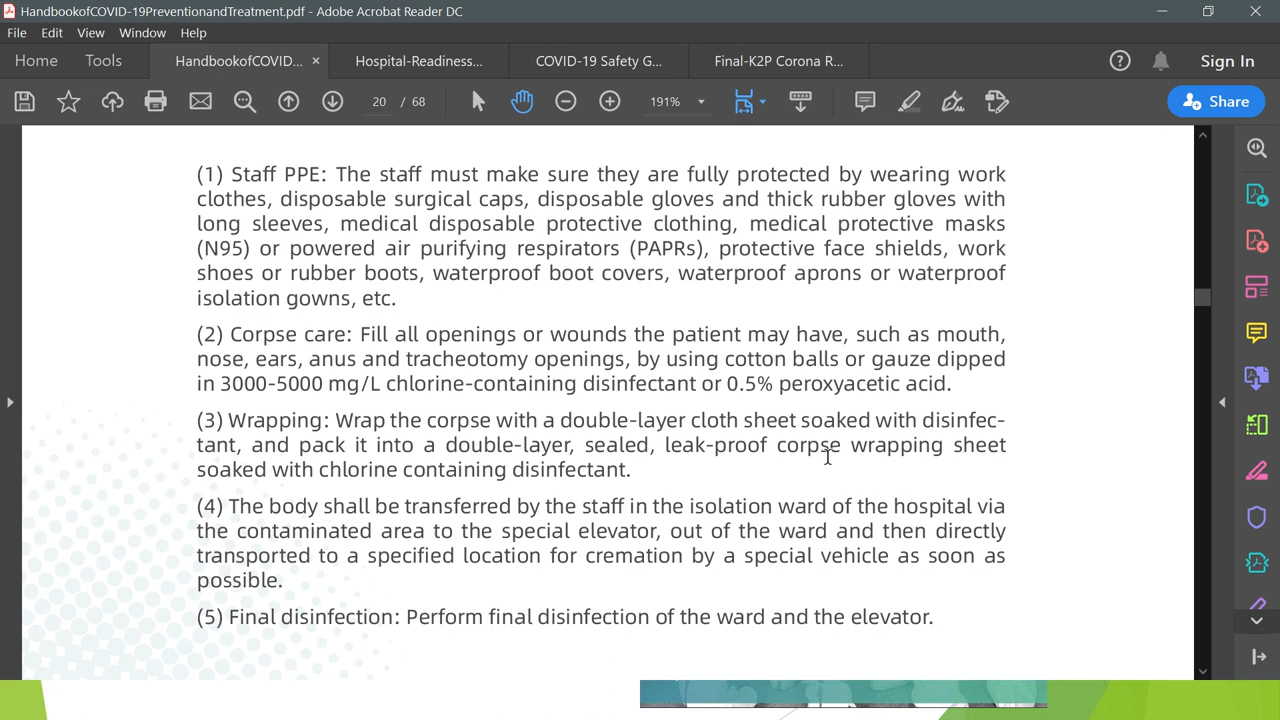 HandbookofCOVID-19PreventionandTreatment.pdf - Adobe Acrobat Reader DC
File Edit View Window Help
Home Tools HandbookofCOVID... × Hospital-Readiness... COVID-19 Safety G... Final-K2P Corona R... Sign In
20 / 68 191% Share
(1) Staff PPE: The staff must make sure they are fully protected by wearing work
clothes, disposable surgical caps, disposable gloves and thick rubber gloves with
long sleeves, medical disposable protective clothing, medical protective masks
(N95) or powered air purifying respirators (PAPRs), protective face shields, work
shoes or rubber boots, waterproof boot covers, waterproof aprons or waterproof
isolation gowns, etc.
(2) Corpse care: Fill all openings or wounds the patient may have, such as mouth,
nose, ears, anus and tracheotomy openings, by using cotton balls or gauze dipped
in 3000-5000 mg/L chlorine-containing disinfectant or 0.5% peroxyacetic acid.
(3) Wrapping: Wrap the corpse with a double-layer cloth sheet soaked with disinfec-
tant, and pack it into a double-layer, sealed, leak-proof corpse wrapping sheet
soaked with chlorine containing disinfectant.
(4) The body shall be transferred by the staff in the isolation ward of the hospital via
the contaminated area to the special elevator, out of the ward and then directly
transported to a specified location for cremation by a special vehicle as soon as
possible.
(5) Final disinfection: Perform final disinfection of the ward and the elevator.